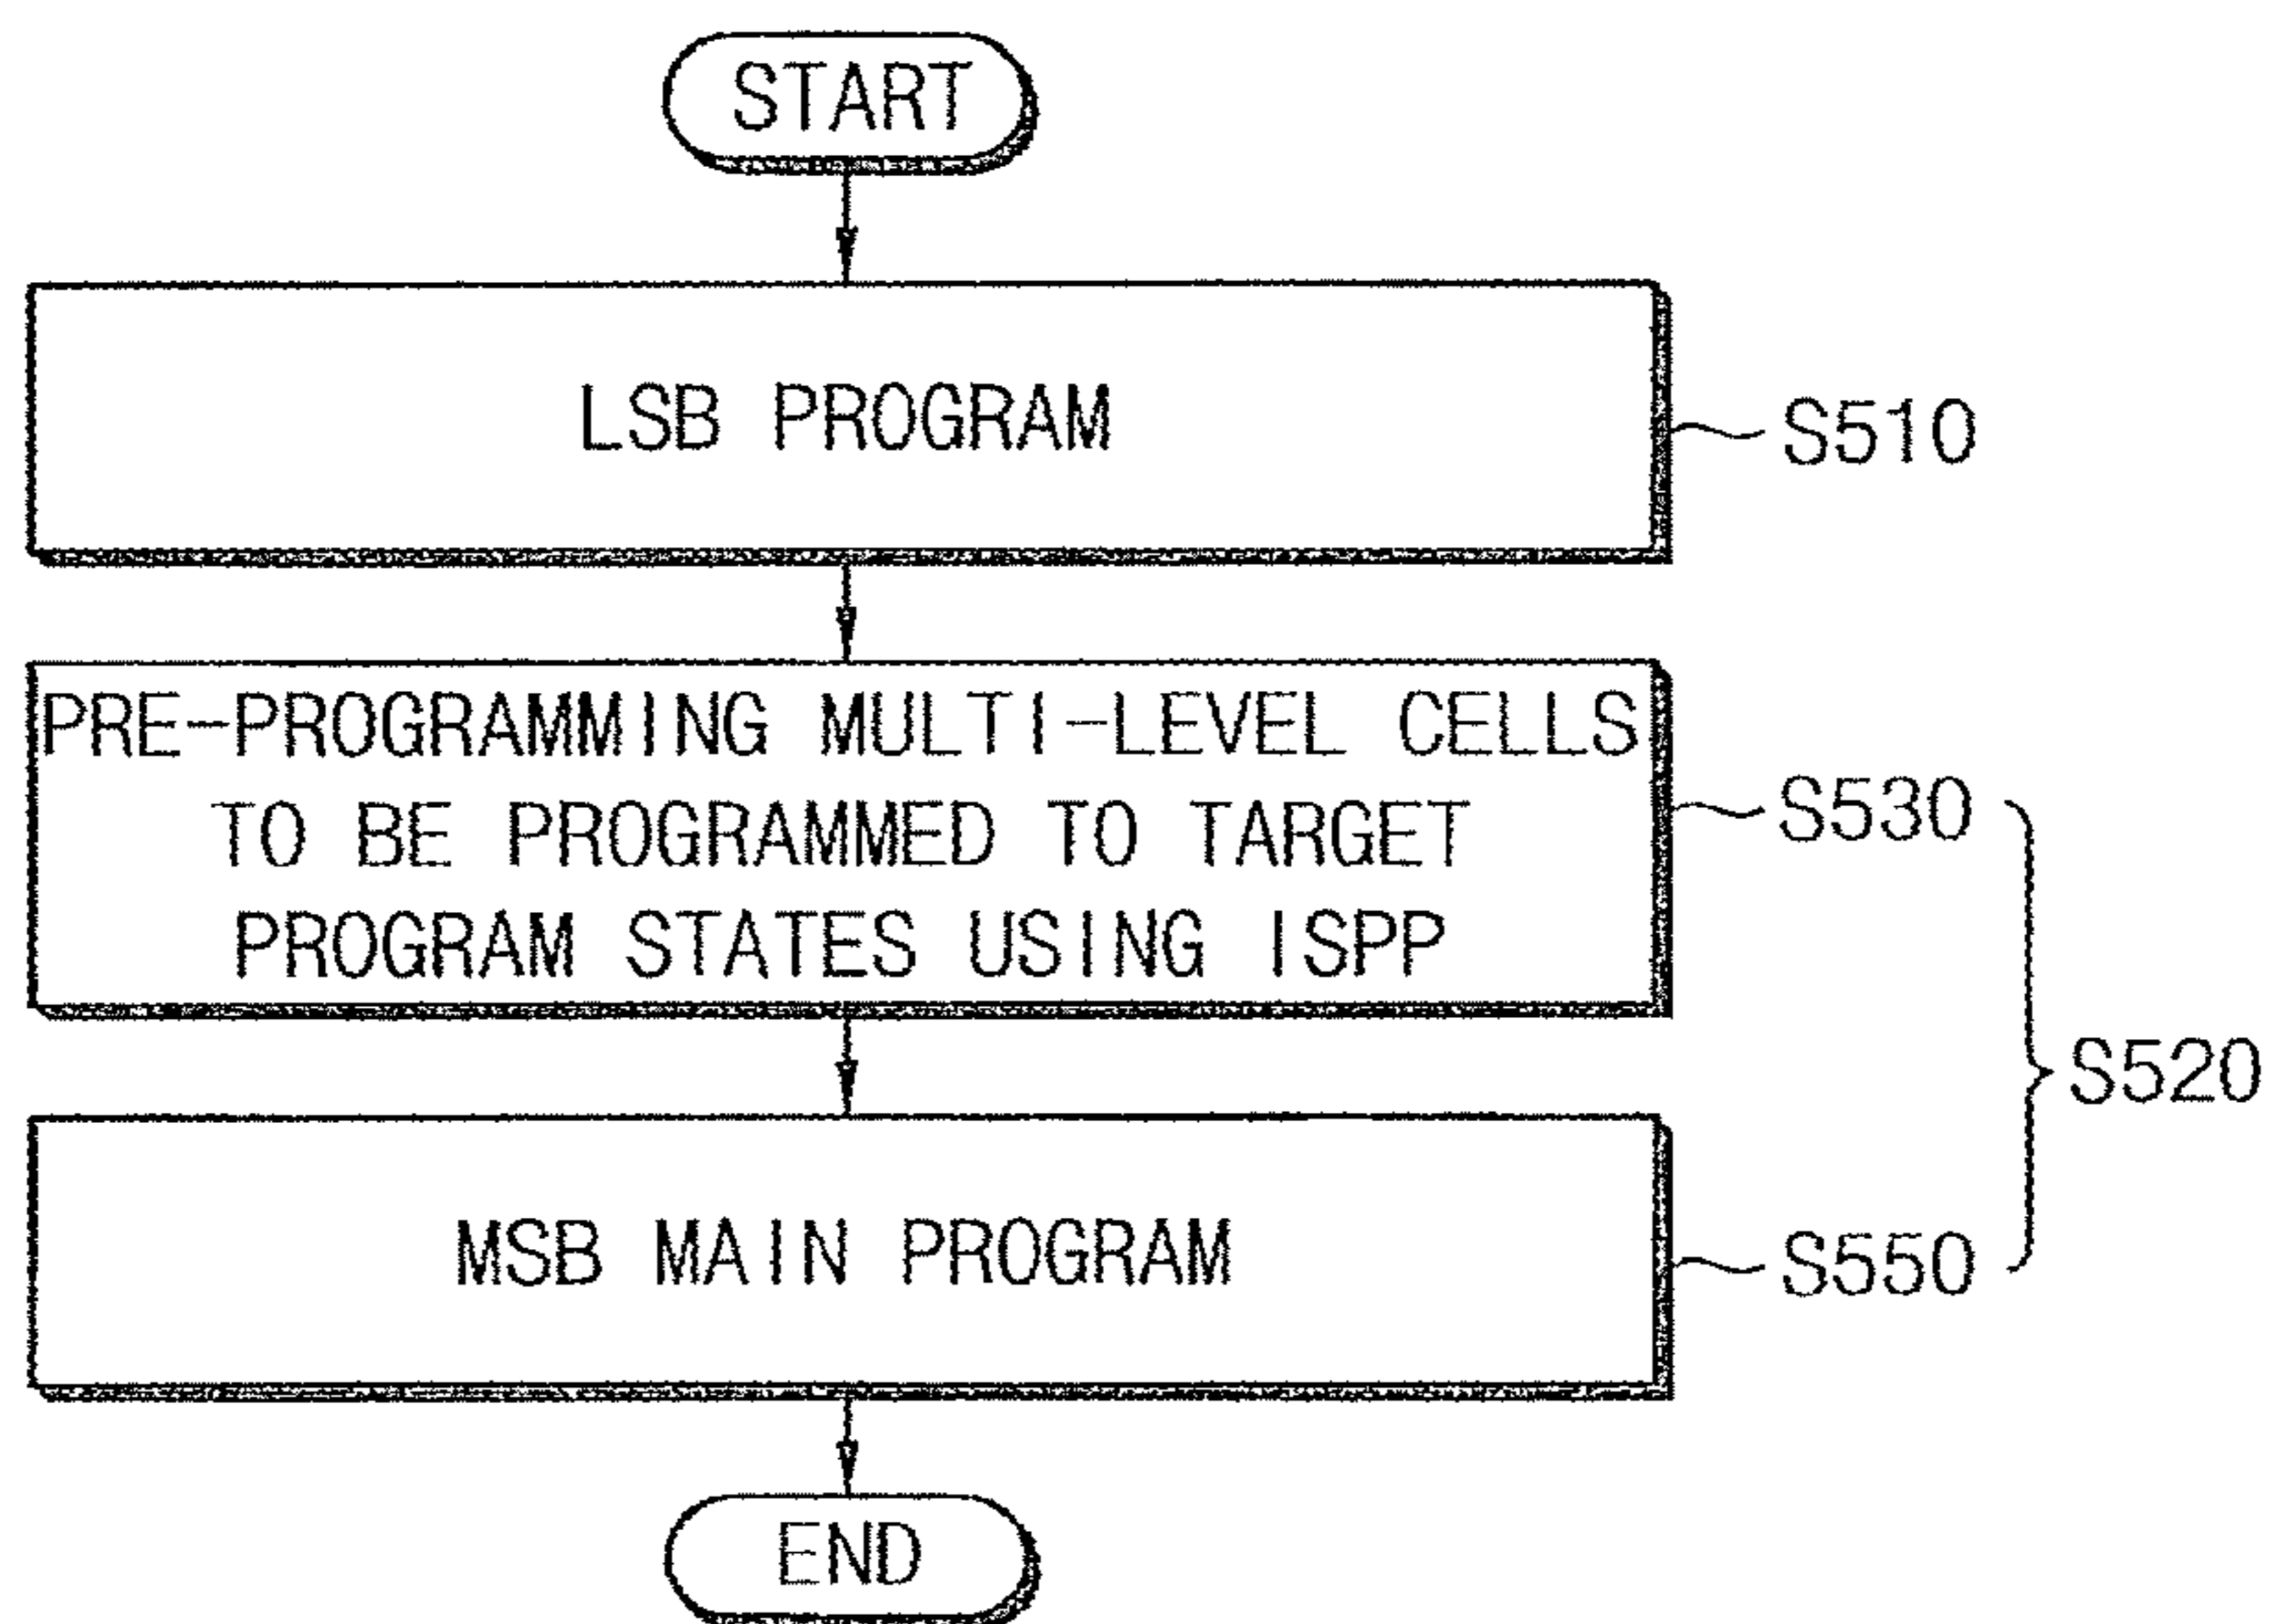 START
LSB PROGRAM
S510
PRE-PROGRAMMING MULTI-LEVEL CELLS
TO BE PROGRAMMED TO TARGET
PROGRAM STATES USING ISPP
S530
S520
MSB MAIN PROGRAM
S550
END